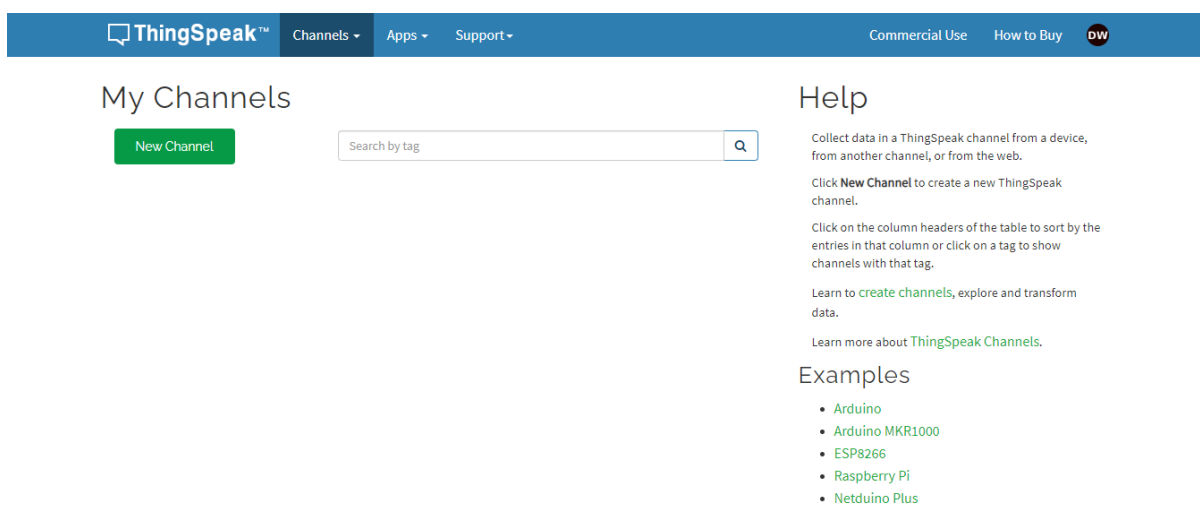 ThingSpeak™ Channels Apps Support Commercial Use How to Buy DW
My Channels
New Channel
Search by tag
Help
Collect data in a ThingSpeak channel from a device,
from another channel, or from the web.
Click New Channel to create a new ThingSpeak
channel.
Click on the column headers of the table to sort by the
entries in that column or click on a tag to show
channels with that tag.
Learn to create channels, explore and transform
data.
Learn more about ThingSpeak Channels.
Examples
Arduino
Arduino MKR1000
ESP8266
Raspberry Pi
Netduino Plus